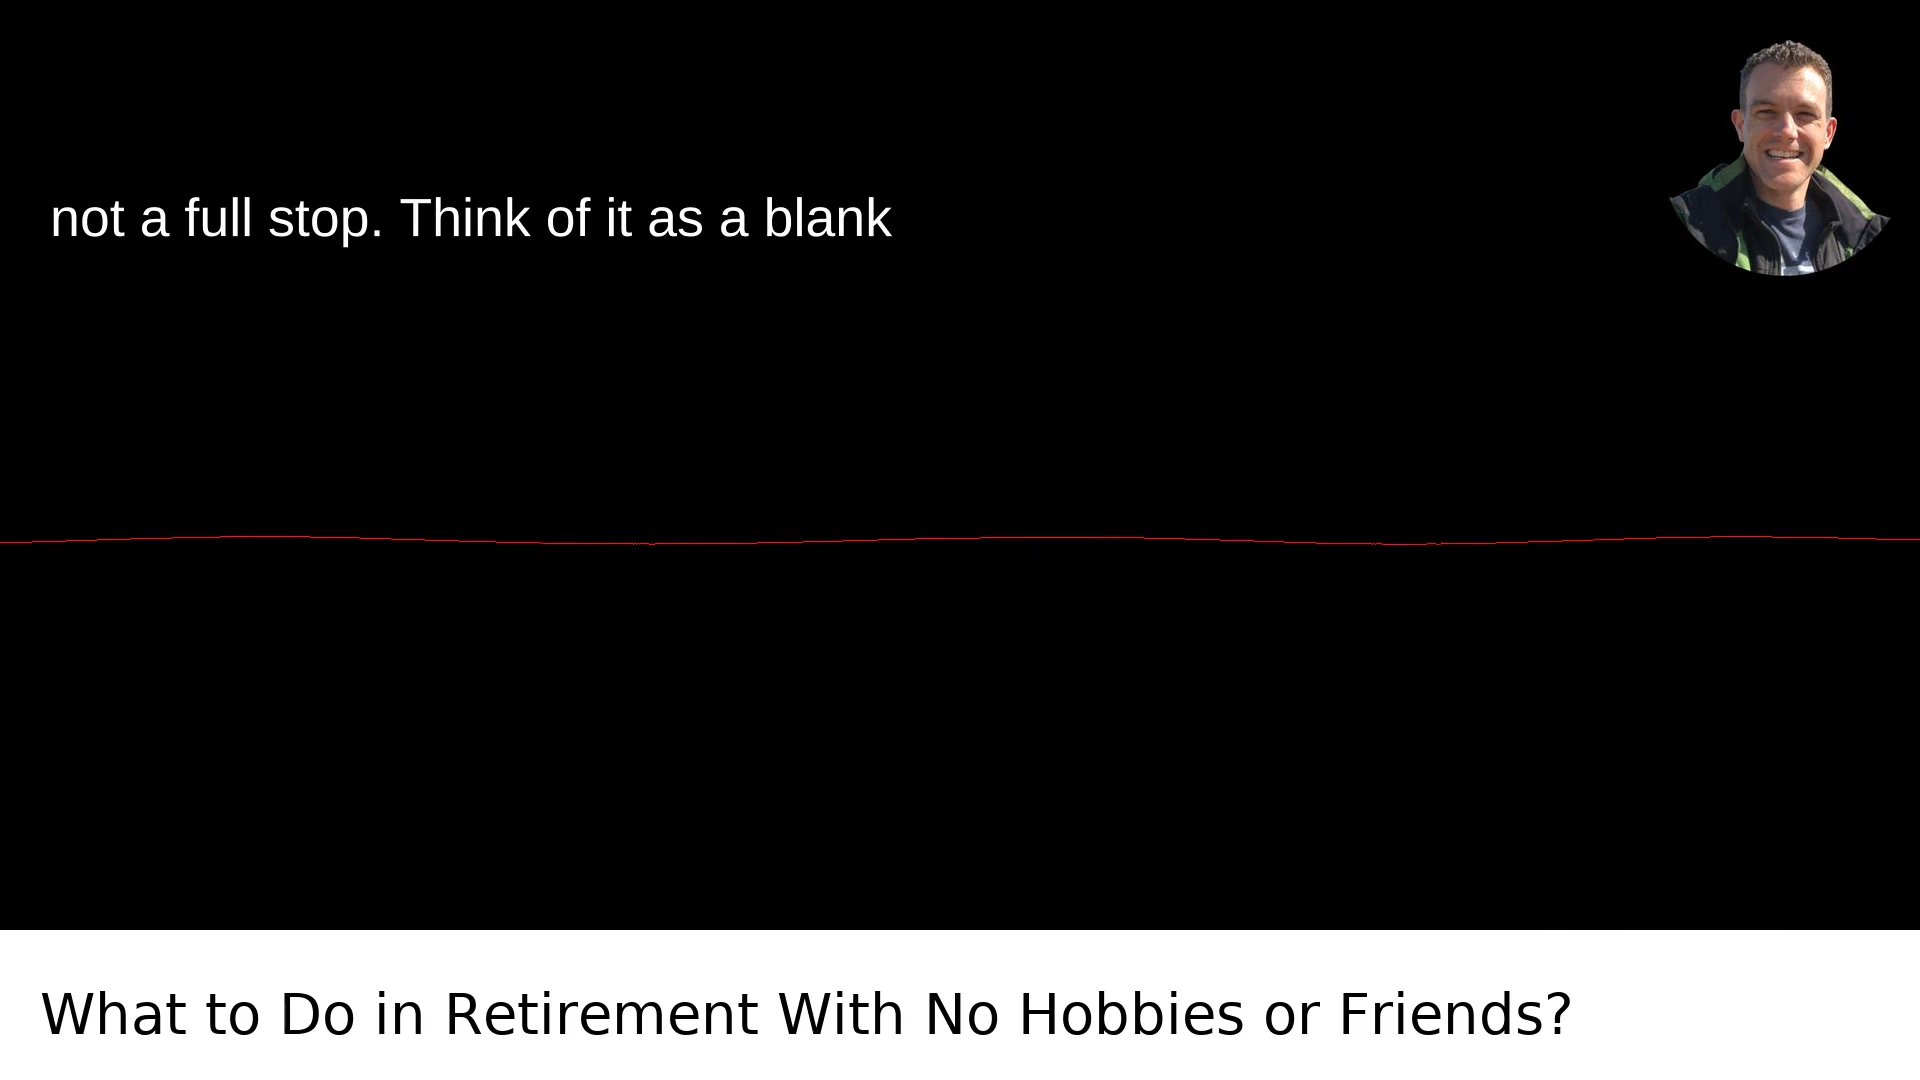 not a full stop. Think of it as a blank
What to Do in Retirement With No Hobbies or Friends?